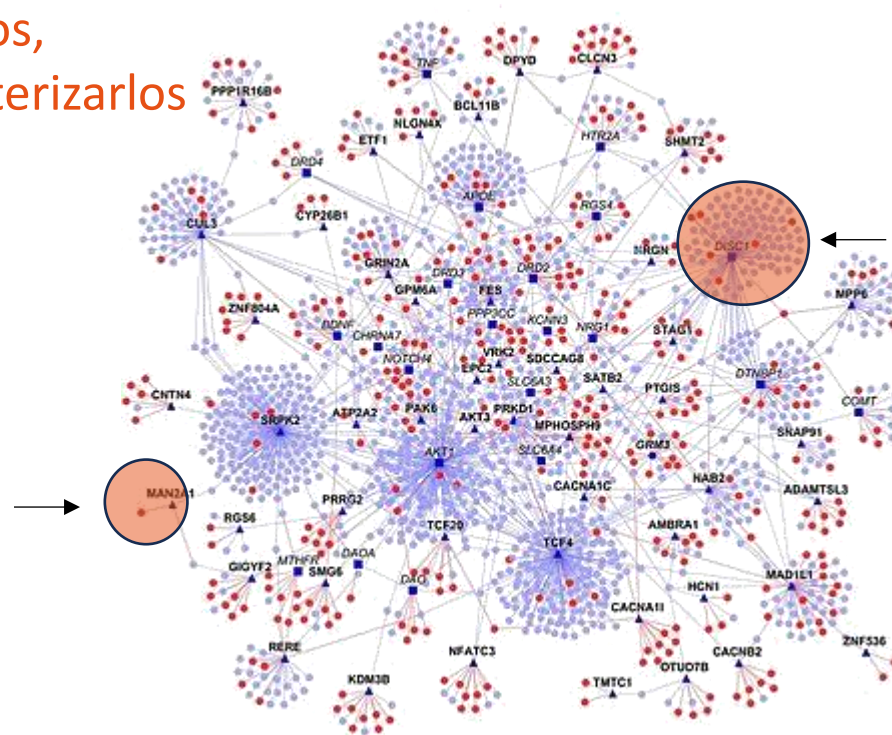 os,
terizarlos
TNF
DPYD
CLCN3
PPP1R16B
BCL11B
NLGN4X
ETF1
HTR2A
SHMT2
DRD4
APOE
CYP26B1
RGS4
CUL3
NRGN
DISC1
GRIN2A
DRD3
DRD2
GPM6A
FES
MPP6
ZNF804A
PPP3CC
BDNF
KCNN3
NRG1
STAG1
CHRNA7
NOTCH4
VRK2
SDCCAG8
EPC2
SATB2
DTNBP1
SLC6A3
PTGIS
CNTN4
COMT
SRPK2
ATP2A2
PAK6
AKT3
PRKD1
MPHOSPH9
SNAP91
AKT1
SLC6A4
GRM3
CACNA1C
NAB2
MAN2A1
PRRG2
ADAMTSL3
RGS6
TCF20
AMBRA1
TCF4
GIGYF2
MTHFR
DAOA
SMG6
DAO
HCN1
MAD1L1
CACNA1I
RERE
NFATC3
ZNF536
CACNB2
KDM3B
TMTC1
OTUD7B